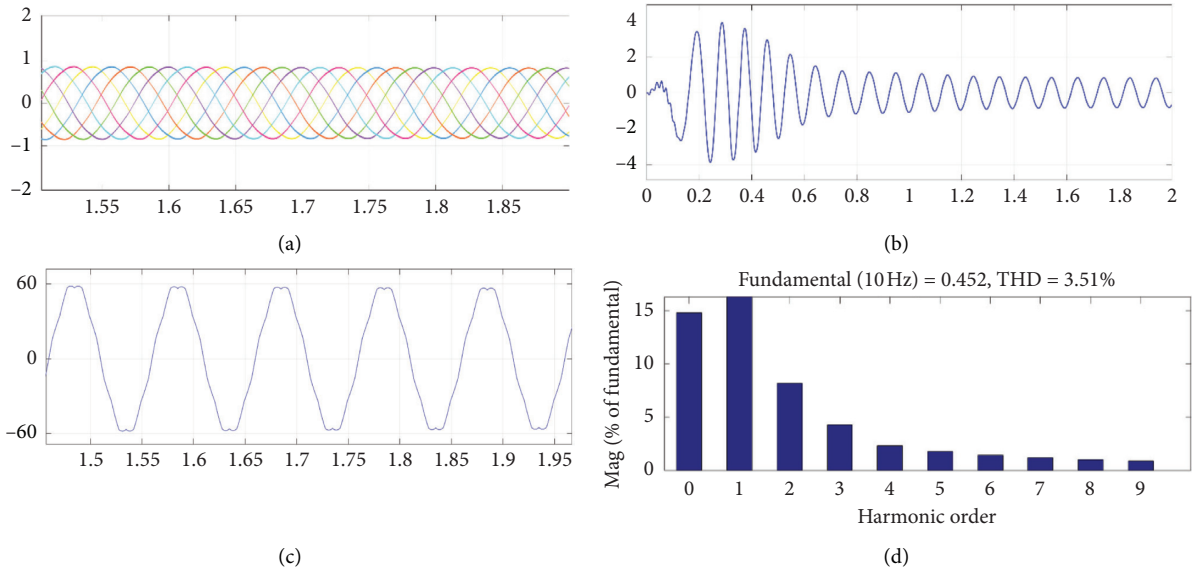 2
1
0
−1
−2
1.55 1.6 1.65 1.7 1.75 1.8 1.85
(a)
4
2
0
−2
−4
0 0.2 0.4 0.6 0.8 1 1.2 1.4 1.6 1.8 2
(b)
60
0
−60
1.5 1.55 1.6 1.65 1.7 1.75 1.8 1.85 1.9 1.95
(c)
Fundamental (10 Hz) = 0.452, THD = 3.51%
Mag (% of fundamental)
15
10
5
0
0 1 2 3 4 5 6 7 8 9
Harmonic order
(d)